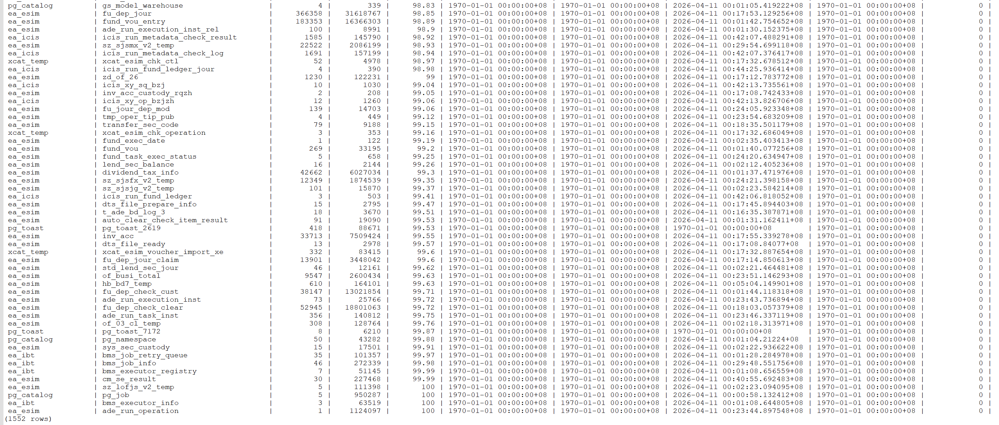 pg_catalog | gs_model_warehouse | 4 | 339 | 98.83 | 1970-01-01 00:00:00+08 | 1970-01-01 00:00:00+08 | 2026-04-11 00:01:05.419222+08 | 1970-01-01 00:00:00+08 | 0 |
ea_esim | fu_dep_jour | 366358 | 31618767 | 98.85 | 1970-01-01 00:00:00+08 | 1970-01-01 00:00:00+08 | 2026-04-11 00:17:53.129256+08 | 1970-01-01 00:00:00+08 | 0 |
ea_esim | fund_vou_entry | 183353 | 16366303 | 98.89 | 1970-01-01 00:00:00+08 | 1970-01-01 00:00:00+08 | 2026-04-11 00:01:42.754652+08 | 1970-01-01 00:00:00+08 | 0 |
ea_esim | ade_run_execution_inst_rel | 100 | 8991 | 98.9 | 1970-01-01 00:00:00+08 | 1970-01-01 00:00:00+08 | 2026-04-11 00:01:30.152375+08 | 1970-01-01 00:00:00+08 | 0 |
ea_icis | icis_run_metadata_check_result | 1585 | 145790 | 98.92 | 1970-01-01 00:00:00+08 | 1970-01-01 00:00:00+08 | 2026-04-11 00:42:07.488291+08 | 1970-01-01 00:00:00+08 | 0 |
ea_esim | sz_sjsmx_v2_temp | 22522 | 2086199 | 98.93 | 1970-01-01 00:00:00+08 | 1970-01-01 00:00:00+08 | 2026-04-11 00:29:54.699118+08 | 1970-01-01 00:00:00+08 | 0 |
ea_icis | icis_run_metadata_check_log | 1691 | 157199 | 98.94 | 1970-01-01 00:00:00+08 | 1970-01-01 00:00:00+08 | 2026-04-11 00:42:07.376417+08 | 1970-01-01 00:00:00+08 | 0 |
xcat_temp | xcat_esim_chk_ctl | 52 | 4978 | 98.97 | 1970-01-01 00:00:00+08 | 1970-01-01 00:00:00+08 | 2026-04-11 00:17:32.678512+08 | 1970-01-01 00:00:00+08 | 0 |
ea_icis | icis_run_fund_ledger_jour | 4 | 390 | 98.98 | 1970-01-01 00:00:00+08 | 1970-01-01 00:00:00+08 | 2026-04-11 00:44:25.936414+08 | 1970-01-01 00:00:00+08 | 0 |
ea_esim | zd_of_26 | 1230 | 122231 | 99 | 1970-01-01 00:00:00+08 | 1970-01-01 00:00:00+08 | 2026-04-11 00:17:12.783772+08 | 1970-01-01 00:00:00+08 | 0 |
ea_icis | icis_xy_sq_bzj | 10 | 1030 | 99.04 | 1970-01-01 00:00:00+08 | 1970-01-01 00:00:00+08 | 2026-04-11 00:42:13.735561+08 | 1970-01-01 00:00:00+08 | 0 |
ea_esim | inv_acc_custody_rqzh | 2 | 208 | 99.05 | 1970-01-01 00:00:00+08 | 1970-01-01 00:00:00+08 | 2026-04-11 00:17:08.742433+08 | 1970-01-01 00:00:00+08 | 0 |
ea_icis | icis_xy_op_bzjzh | 12 | 1260 | 99.06 | 1970-01-01 00:00:00+08 | 1970-01-01 00:00:00+08 | 2026-04-11 00:42:13.826706+08 | 1970-01-01 00:00:00+08 | 0 |
ea_esim | fu_jour_dep_mod | 139 | 14703 | 99.06 | 1970-01-01 00:00:00+08 | 1970-01-01 00:00:00+08 | 2026-04-11 00:24:05.923348+08 | 1970-01-01 00:00:00+08 | 0 |
ea_esim | tmp_oper_tip_pub | 4 | 449 | 99.12 | 1970-01-01 00:00:00+08 | 1970-01-01 00:00:00+08 | 2026-04-11 00:23:54.683209+08 | 1970-01-01 00:00:00+08 | 0 |
ea_esim | transfer_sec_code | 79 | 9188 | 99.15 | 1970-01-01 00:00:00+08 | 1970-01-01 00:00:00+08 | 2026-04-11 00:18:35.501179+08 | 1970-01-01 00:00:00+08 | 0 |
xcat_temp | xcat_esim_chk_operation | 3 | 353 | 99.16 | 1970-01-01 00:00:00+08 | 1970-01-01 00:00:00+08 | 2026-04-11 00:17:32.686049+08 | 1970-01-01 00:00:00+08 | 0 |
ea_esim | fund_exec_date | 1 | 122 | 99.19 | 1970-01-01 00:00:00+08 | 1970-01-01 00:00:00+08 | 2026-04-11 00:02:35.403413+08 | 1970-01-01 00:00:00+08 | 0 |
ea_esim | fund_vou | 269 | 33195 | 99.2 | 1970-01-01 00:00:00+08 | 1970-01-01 00:00:00+08 | 2026-04-11 00:01:40.077256+08 | 1970-01-01 00:00:00+08 | 0 |
ea_esim | fund_task_exec_status | 5 | 658 | 99.25 | 1970-01-01 00:00:00+08 | 1970-01-01 00:00:00+08 | 2026-04-11 00:24:20.634947+08 | 1970-01-01 00:00:00+08 | 0 |
ea_esim | lend_sec_balance | 16 | 2144 | 99.26 | 1970-01-01 00:00:00+08 | 1970-01-01 00:00:00+08 | 2026-04-11 00:02:12.405236+08 | 1970-01-01 00:00:00+08 | 0 |
ea_esim | dividend_tax_info | 42662 | 6027034 | 99.3 | 1970-01-01 00:00:00+08 | 1970-01-01 00:00:00+08 | 2026-04-11 00:01:37.471976+08 | 1970-01-01 00:00:00+08 | 0 |
ea_esim | sz_sjsfx_v2_temp | 12349 | 1874539 | 99.35 | 1970-01-01 00:00:00+08 | 1970-01-01 00:00:00+08 | 2026-04-11 00:24:21.398158+08 | 1970-01-01 00:00:00+08 | 0 |
ea_esim | sz_sjsjg_v2_temp | 101 | 15870 | 99.37 | 1970-01-01 00:00:00+08 | 1970-01-01 00:00:00+08 | 2026-04-11 00:02:23.584214+08 | 1970-01-01 00:00:00+08 | 0 |
ea_icis | icis_run_fund_ledger | 3 | 503 | 99.41 | 1970-01-01 00:00:00+08 | 1970-01-01 00:00:00+08 | 2026-04-11 00:42:06.818052+08 | 1970-01-01 00:00:00+08 | 0 |
ea_esim | dts_file_prepare_info | 15 | 2795 | 99.47 | 1970-01-01 00:00:00+08 | 1970-01-01 00:00:00+08 | 2026-04-11 00:17:45.894403+08 | 1970-01-01 00:00:00+08 | 0 |
ea_esim | t_ade_bd_log_3 | 18 | 3670 | 99.51 | 1970-01-01 00:00:00+08 | 1970-01-01 00:00:00+08 | 2026-04-11 00:16:35.387871+08 | 1970-01-01 00:00:00+08 | 0 |
ea_esim | auto_clear_check_item_result | 91 | 19090 | 99.53 | 1970-01-01 00:00:00+08 | 1970-01-01 00:00:00+08 | 2026-04-11 00:01:31.162411+08 | 1970-01-01 00:00:00+08 | 0 |
pg_toast | pg_toast_2619 | 418 | 88671 | 99.53 | 1970-01-01 00:00:00+08 | 1970-01-01 00:00:00+08 | 1970-01-01 00:00:00+08 | 1970-01-01 00:00:00+08 | 0 |
ea_esim | inv_acc | 33713 | 7509424 | 99.55 | 1970-01-01 00:00:00+08 | 1970-01-01 00:00:00+08 | 2026-04-11 00:17:55.339278+08 | 1970-01-01 00:00:00+08 | 0 |
ea_esim | dts_file_ready | 13 | 2978 | 99.57 | 1970-01-01 00:00:00+08 | 1970-01-01 00:00:00+08 | 2026-04-11 00:17:08.84077+08 | 1970-01-01 00:00:00+08 | 0 |
xcat_temp | xcat_esim_voucher_import_xe | 332 | 83415 | 99.6 | 1970-01-01 00:00:00+08 | 1970-01-01 00:00:00+08 | 2026-04-11 00:17:32.887654+08 | 1970-01-01 00:00:00+08 | 0 |
ea_esim | fu_dep_jour_claim | 13901 | 3448042 | 99.6 | 1970-01-01 00:00:00+08 | 1970-01-01 00:00:00+08 | 2026-04-11 00:17:14.850613+08 | 1970-01-01 00:00:00+08 | 0 |
ea_esim | std_lend_sec_jour | 46 | 12161 | 99.62 | 1970-01-01 00:00:00+08 | 1970-01-01 00:00:00+08 | 2026-04-11 00:02:21.464481+08 | 1970-01-01 00:00:00+08 | 0 |
ea_esim | of_busi_total | 9547 | 2600434 | 99.63 | 1970-01-01 00:00:00+08 | 1970-01-01 00:00:00+08 | 2026-04-11 00:23:51.146293+08 | 1970-01-01 00:00:00+08 | 0 |
ea_esim | hb_bd7_temp | 610 | 164101 | 99.63 | 1970-01-01 00:00:00+08 | 1970-01-01 00:00:00+08 | 2026-04-11 00:05:04.149901+08 | 1970-01-01 00:00:00+08 | 0 |
ea_esim | fu_dep_check_cust | 38147 | 13021854 | 99.71 | 1970-01-01 00:00:00+08 | 1970-01-01 00:00:00+08 | 2026-04-11 00:01:44.118318+08 | 1970-01-01 00:00:00+08 | 0 |
ea_esim | ade_run_execution_inst | 73 | 25766 | 99.72 | 1970-01-01 00:00:00+08 | 1970-01-01 00:00:00+08 | 2026-04-11 00:23:43.736894+08 | 1970-01-01 00:00:00+08 | 0 |
ea_esim | fu_dep_check_clear | 52945 | 18801063 | 99.72 | 1970-01-01 00:00:00+08 | 1970-01-01 00:00:00+08 | 2026-04-11 00:18:03.057379+08 | 1970-01-01 00:00:00+08 | 0 |
ea_esim | ade_run_task_inst | 356 | 140812 | 99.75 | 1970-01-01 00:00:00+08 | 1970-01-01 00:00:00+08 | 2026-04-11 00:23:46.337119+08 | 1970-01-01 00:00:00+08 | 0 |
ea_esim | of_03_cl_temp | 308 | 128764 | 99.76 | 1970-01-01 00:00:00+08 | 1970-01-01 00:00:00+08 | 2026-04-11 00:02:18.313971+08 | 1970-01-01 00:00:00+08 | 0 |
pg_toast | pg_toast_7172 | 8 | 6210 | 99.87 | 1970-01-01 00:00:00+08 | 1970-01-01 00:00:00+08 | 1970-01-01 00:00:00+08 | 1970-01-01 00:00:00+08 | 0 |
pg_catalog | pg_namespace | 50 | 43282 | 99.88 | 1970-01-01 00:00:00+08 | 1970-01-01 00:00:00+08 | 2026-04-11 00:01:04.21224+08 | 1970-01-01 00:00:00+08 | 0 |
ea_esim | sys_sec_custody | 15 | 17501 | 99.91 | 1970-01-01 00:00:00+08 | 1970-01-01 00:00:00+08 | 2026-04-11 00:02:22.936622+08 | 1970-01-01 00:00:00+08 | 0 |
ea_ibt | bms_job_retry_queue | 35 | 101357 | 99.97 | 1970-01-01 00:00:00+08 | 1970-01-01 00:00:00+08 | 2026-04-11 00:01:28.284978+08 | 1970-01-01 00:00:00+08 | 0 |
ea_ibt | bms_job_info | 46 | 272339 | 99.98 | 1970-01-01 00:00:00+08 | 1970-01-01 00:00:00+08 | 2026-04-11 00:29:48.551756+08 | 1970-01-01 00:00:00+08 | 0 |
ea_ibt | bms_executor_registry | 7 | 51145 | 99.99 | 1970-01-01 00:00:00+08 | 1970-01-01 00:00:00+08 | 2026-04-11 00:01:08.656559+08 | 1970-01-01 00:00:00+08 | 0 |
ea_esim | cm_se_result | 30 | 227468 | 99.99 | 1970-01-01 00:00:00+08 | 1970-01-01 00:00:00+08 | 2026-04-11 00:40:55.692483+08 | 1970-01-01 00:00:00+08 | 0 |
ea_esim | sz_lofjs_v2_temp | 5 | 111398 | 100 | 1970-01-01 00:00:00+08 | 1970-01-01 00:00:00+08 | 2026-04-11 00:02:23.094095+08 | 1970-01-01 00:00:00+08 | 0 |
pg_catalog | pg_job | 5 | 950287 | 100 | 1970-01-01 00:00:00+08 | 1970-01-01 00:00:00+08 | 2026-04-11 00:00:58.132412+08 | 1970-01-01 00:00:00+08 | 0 |
ea_ibt | bms_executor_info | 3 | 63519 | 100 | 1970-01-01 00:00:00+08 | 1970-01-01 00:00:00+08 | 2026-04-11 00:01:08.644805+08 | 1970-01-01 00:00:00+08 | 0 |
ea_esim | ade_run_operation | 1 | 1124097 | 100 | 1970-01-01 00:00:00+08 | 1970-01-01 00:00:00+08 | 2026-04-11 00:23:44.897548+08 | 1970-01-01 00:00:00+08 | 0 |
(1552 rows)